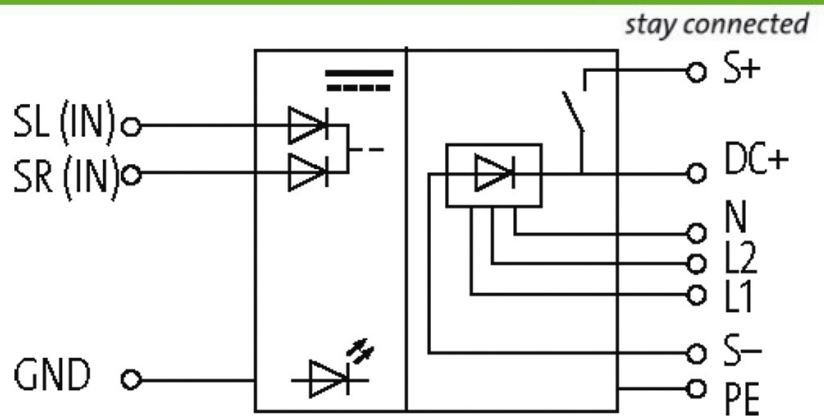 stay connected
S+
SL (IN)
SR (IN)
DC+
N
L2
L1
S–
GND
PE